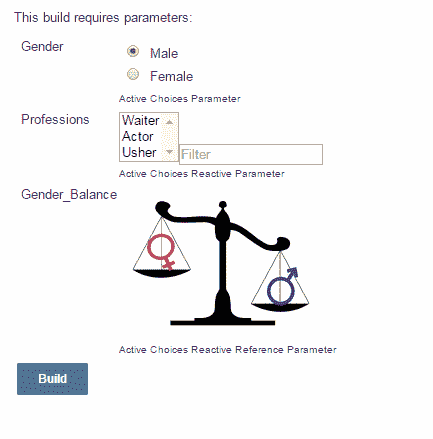 This build requires parameters:
Gender
Male
Female
Active Choices Parameter
Professions
Waiter
Actor
Usher
Filter
Active Choices Reactive Parameter
Gender_Balance
Active Choices Reactive Reference Parameter
Build